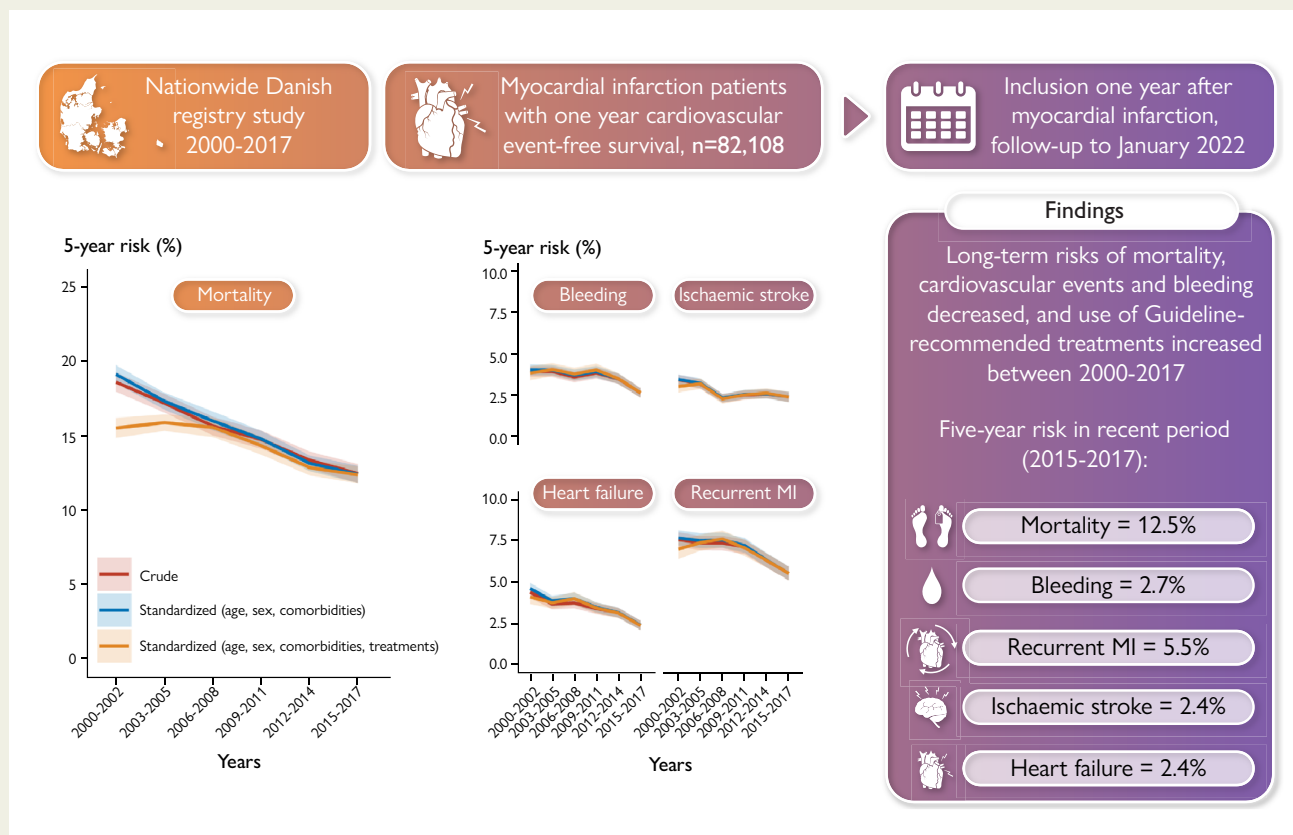 Nationwide Danish
registry study
2000-2017
Myocardial infarction patients
with one year cardiovascular
event-free survival, n=82,108
Inclusion one year after
myocardial infarction,
follow-up to January 2022
5-year risk (%)
Mortality
25
20
15
10
5
0
Crude
Standardized (age, sex, comorbidities)
Standardized (age, sex, comorbidities, treatments)
2000-2002
2003-2005
2006-2008
2009-2011
2012-2014
2015-2017
Years
5-year risk (%)
Bleeding
Ischaemic stroke
10.0
7.5
5.0
2.5
0.0
Heart failure
Recurrent MI
10.0
7.5
5.0
2.5
0.0
2000-2002
2003-2005
2006-2008
2009-2011
2012-2014
2015-2017
2000-2002
2003-2005
2006-2008
2009-2011
2012-2014
2015-2017
Years
Findings
Long-term risks of mortality,
cardiovascular events and bleeding
decreased, and use of Guideline-
recommended treatments increased
between 2000-2017
Five-year risk in recent period
(2015-2017):
Mortality = 12.5%
Bleeding = 2.7%
Recurrent MI = 5.5%
Ischaemic stroke = 2.4%
Heart failure = 2.4%